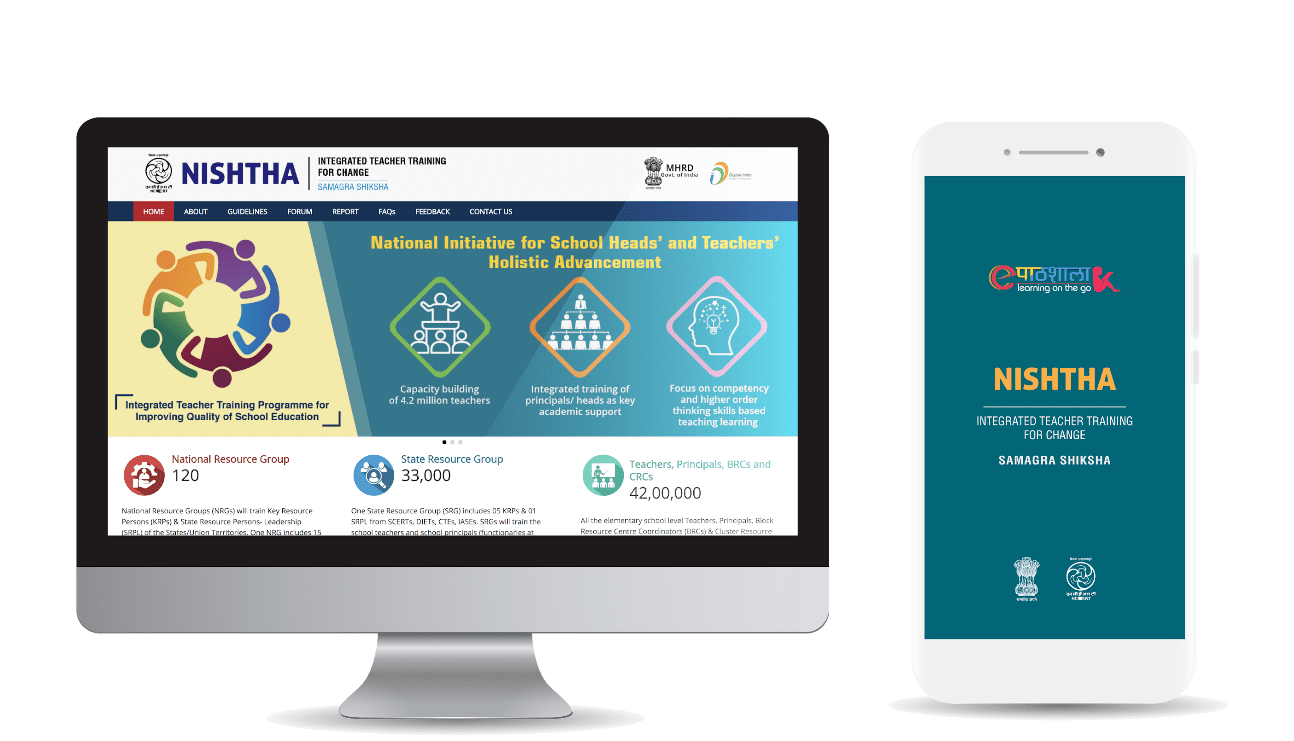 NISHTHA
INTEGRATED TEACHER TRAINING
FOR CHANGE
SAMAGRA SHIKSHA
NCERT
MHRD
Govt. of India
Digital India
HOME ABOUT GUIDELINES FORUM REPORT FAQs FEEDBACK CONTACT US
National Initiative for School Heads' and Teachers'
Holistic Advancement
Integrated Teacher Training Programme for
Improving Quality of School Education
Capacity building
of 4.2 million teachers
Integrated training of
principals/ heads as key
academic support
Focus on competency
and higher order
thinking skills based
teaching learning
National Resource Group
120
National Resource Groups (NRGs) will train Key Resource
Persons (KRPs) & State Resource Persons- Leadership
(SRPL) of the States/Union Territories. One NRG includes 15
State Resource Group
33,000
One State Resource Group (SRG) includes 05 KRPs & 01
SRPL from SCERTs, DIETs, CTEs, IASEs. SRGs will train the
school teachers and school principals (functionaries at
Teachers, Principals, BRCs and
CRCs
42,00,000
All the elementary school level Teachers, Principals, Block
Resource Centre Coordinators (BRCs) & Cluster Resource
eपाठशाला
learning on the go
NISHTHA
INTEGRATED TEACHER TRAINING
FOR CHANGE
SAMAGRA SHIKSHA
सत्यमेव जयते
NCERT